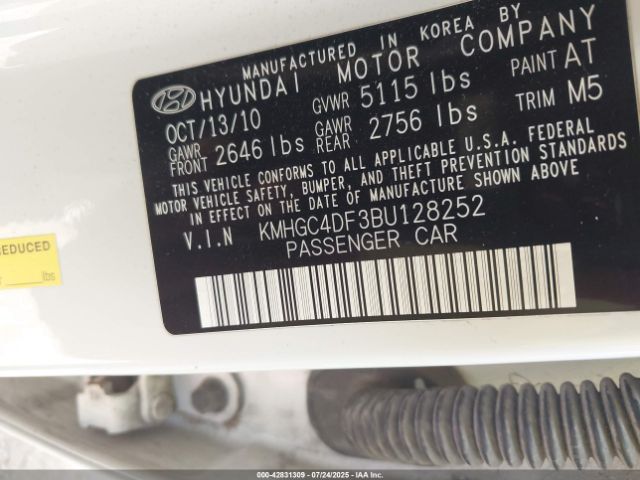 MANUFACTURED IN KOREA BY
HYUNDAI MOTOR COMPANY
OCT/13/10 GVWR 5115 lbs PAINT AT
GAWR FRONT 2646 lbs GAWR REAR 2756 lbs TRIM M5
THIS VEHICLE CONFORMS TO ALL APPLICABLE U.S.A. FEDERAL
MOTOR VEHICLE SAFETY, BUMPER, AND THEFT PREVENTION STANDARDS
IN EFFECT ON THE DATE OF MANUFACTURE SHOWN ABOVE
V.I.N KMHGC4DF3BU128252
PASSENGER CAR
REDUCED
lbs
000-42831309 - 07/24/2025 - IAA Inc.